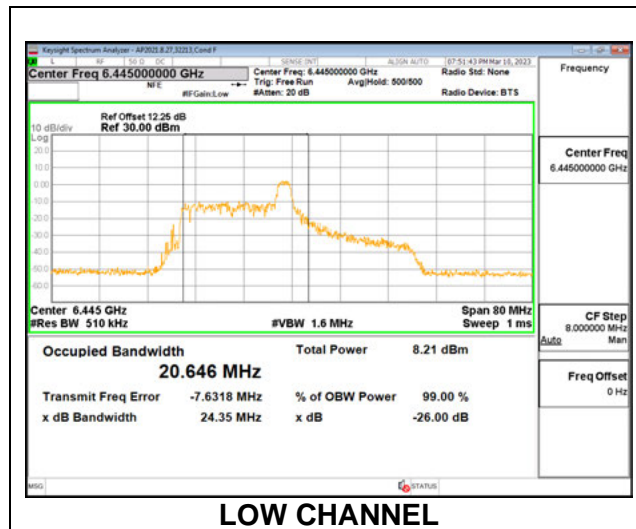 Keysight Spectrum Analyzer - AP2021.8.27,32213,Cond F
L RF 50 Ω DC SENSE:INT ALIGN AUTO 07:51:43 PM Mar 10, 2023
Center Freq 6.445000000 GHz Center Freq: 6.445000000 GHz Radio Std: None Frequency
NFE Trig: Free Run Avg|Hold: 500/500
#IFGain:Low #Atten: 20 dB Radio Device: BTS
Ref Offset 12.25 dB
10 dB/div Ref 30.00 dBm
Log
20.0
10.0
0.00
-10.0
-20.0
-30.0
-40.0
-50.0
-60.0
Center Freq
6.445000000 GHz
Center 6.445 GHz Span 80 MHz
#Res BW 510 kHz #VBW 1.6 MHz Sweep 1 ms
CF Step
8.000000 MHz
Auto Man
Occupied Bandwidth Total Power 8.21 dBm
20.646 MHz
Freq Offset
0 Hz
Transmit Freq Error -7.6318 MHz % of OBW Power 99.00 %
x dB Bandwidth 24.35 MHz x dB -26.00 dB
MSG STATUS
LOW CHANNEL